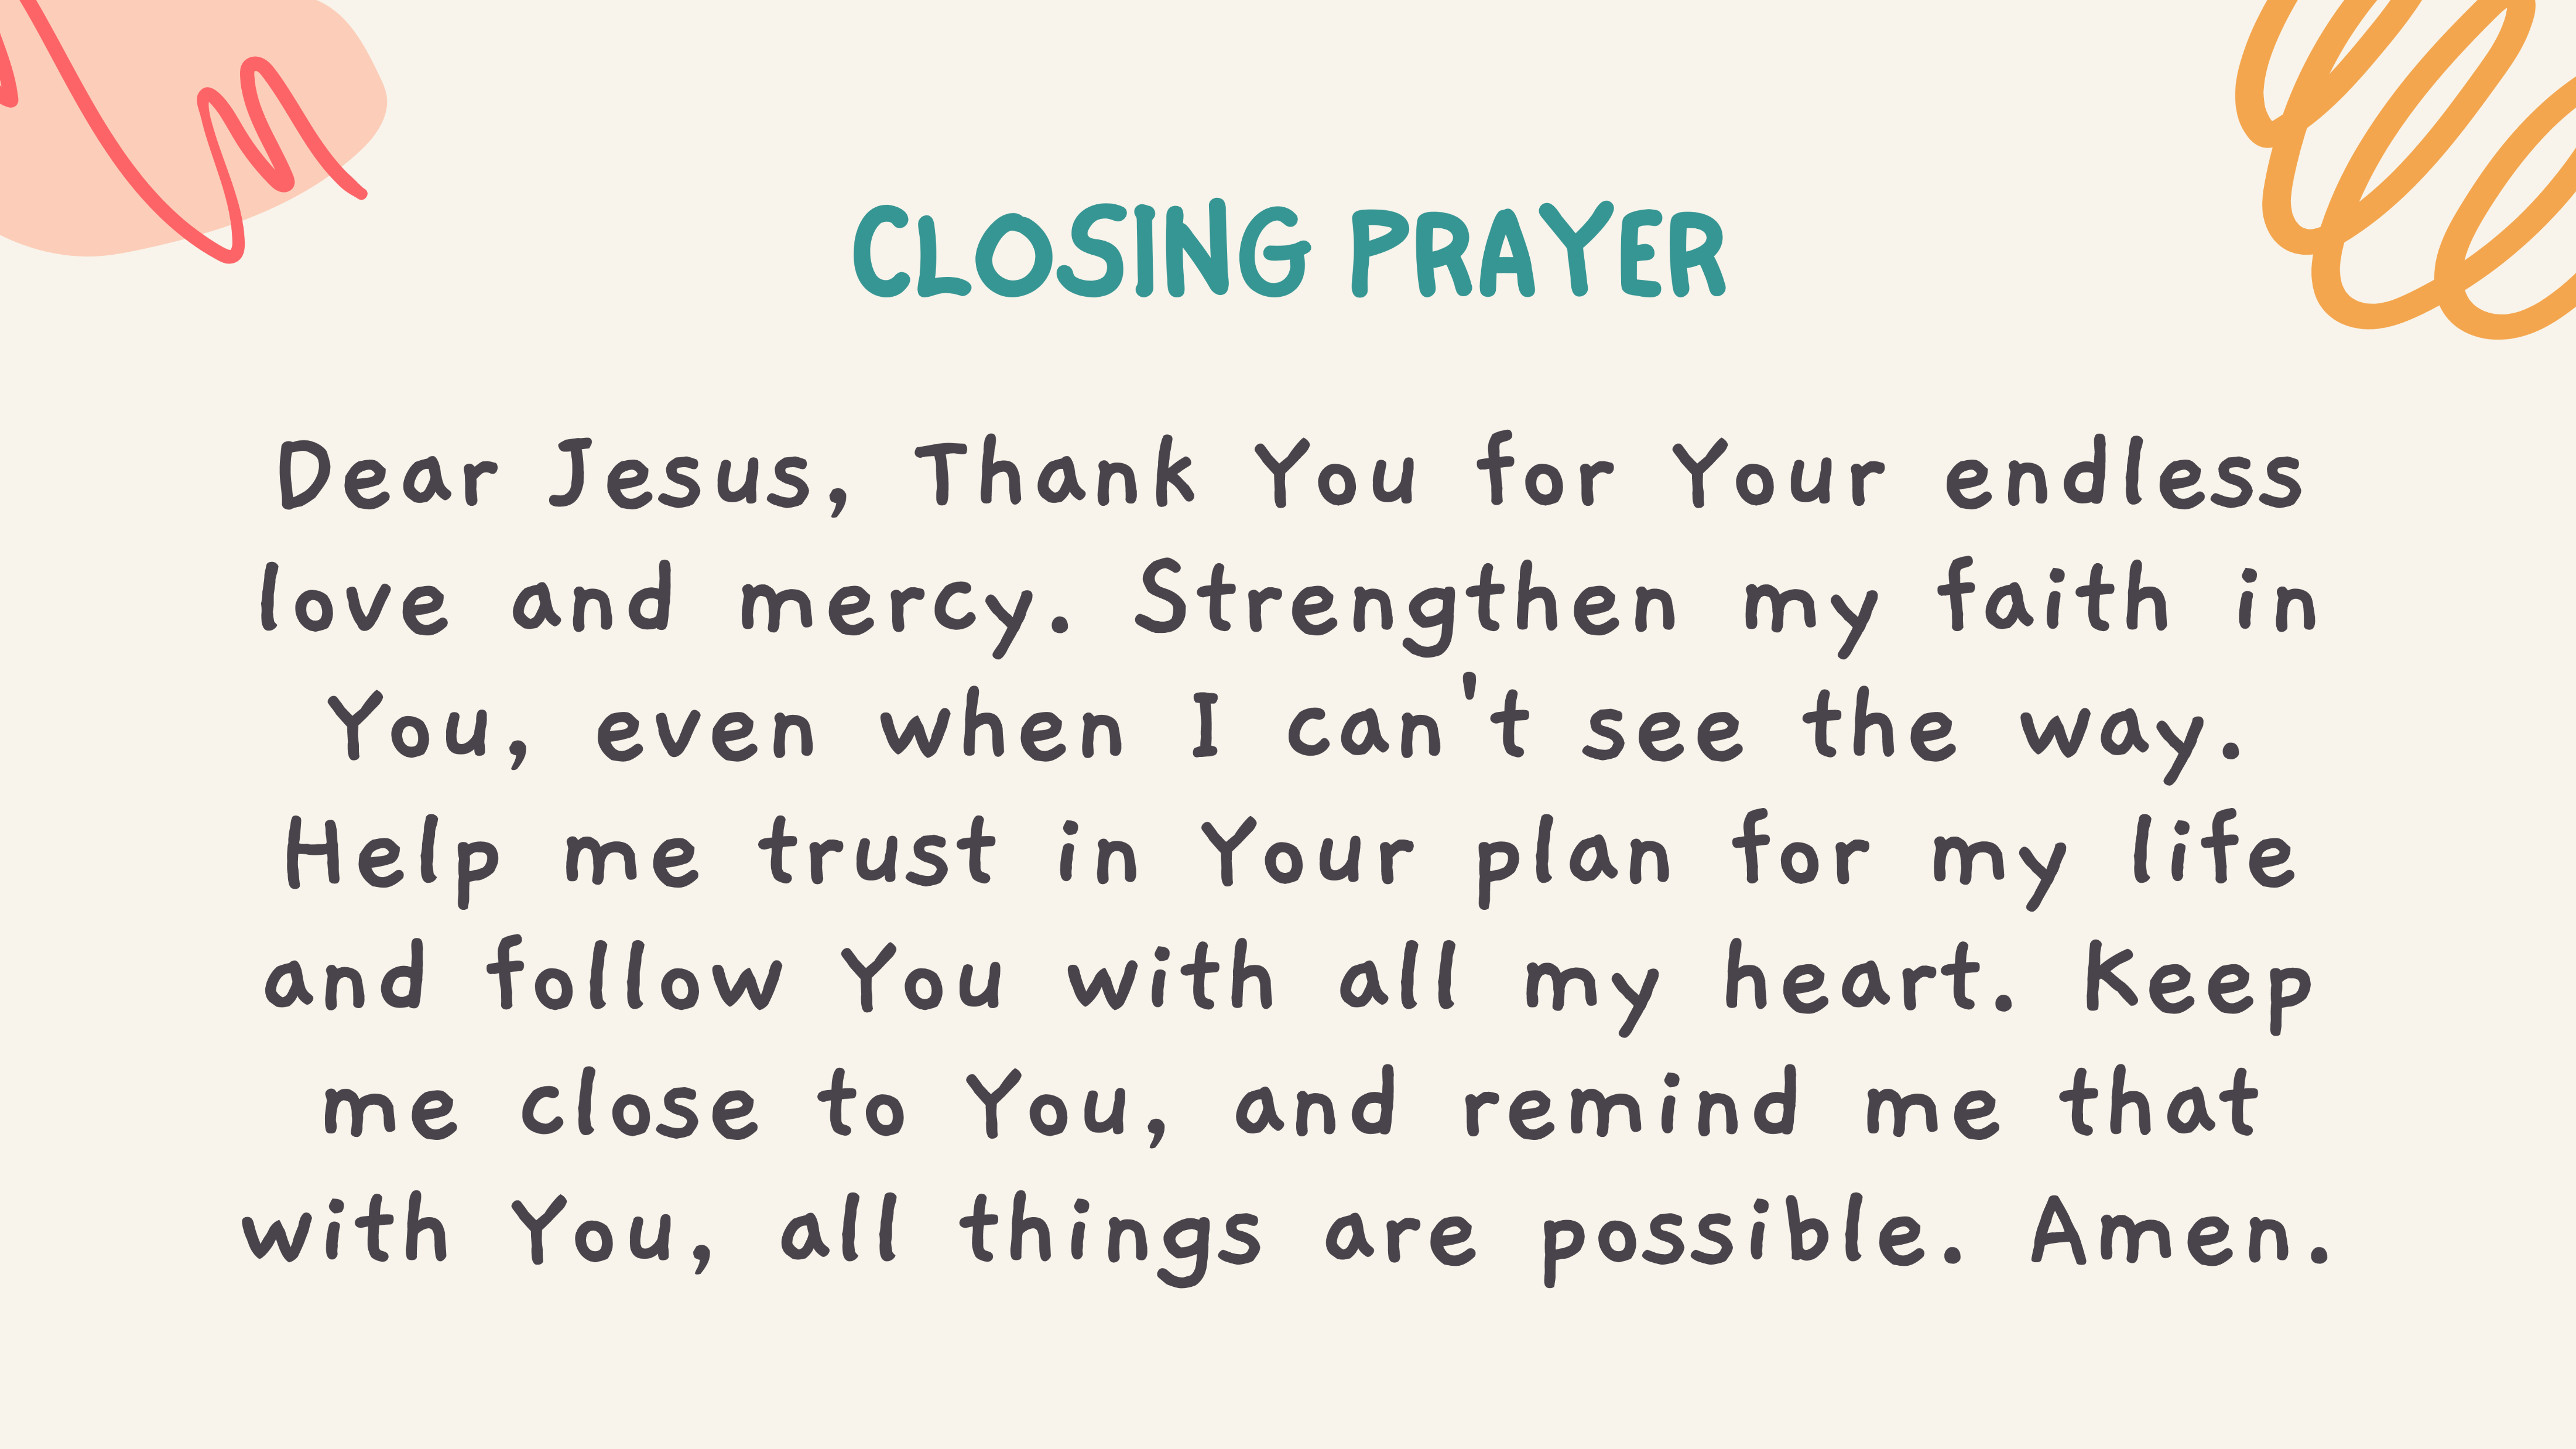 CLOSING PRAYER
Dear Jesus, Thank You for Your endless
love and mercy. Strengthen my faith in
You, even when I can't see the way.
Help me trust in Your plan for my life
and follow You with all my heart. Keep
me close to You, and remind me that
with You, all things are possible. Amen.